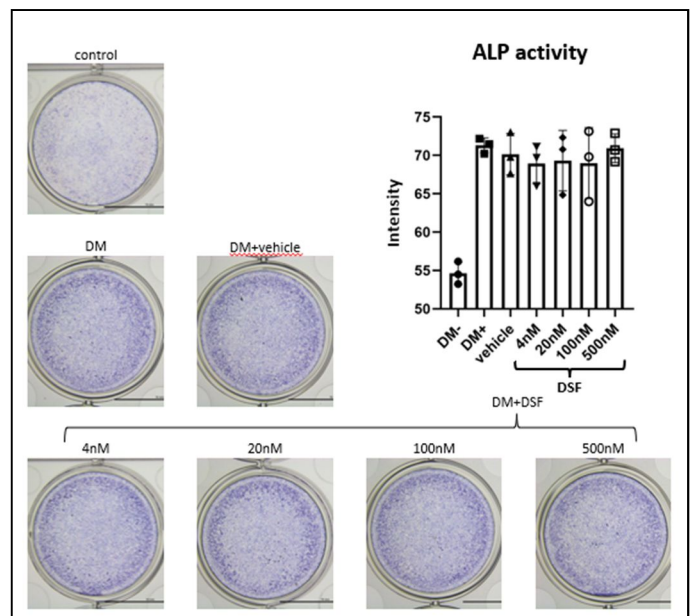 control
ALP activity
75
70
65
60
55
50
Intensity
DM-
DM+
vehicle
4nM
20nM
100nM
500nM
DSF
DM
DM+vehicle
DM+DSF
4nM
20nM
100nM
500nM